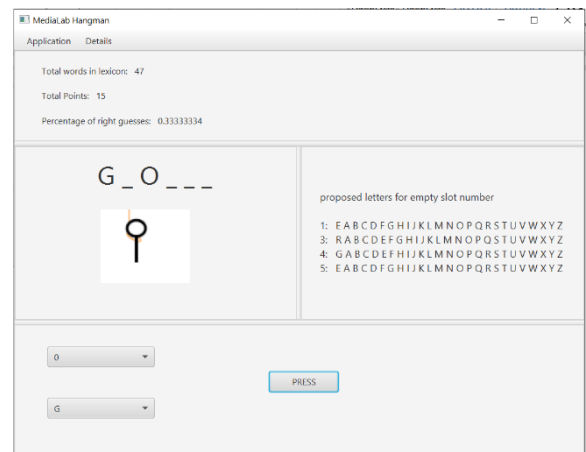 MediaLab Hangman
Application Details
Total words in lexicon: 47
Total Points: 15
Percentage of right guesses: 0.33333334
G _ O _ _ _
proposed letters for empty slot number
1: E A B C D F G H I J K L M N O P Q R S T U V W X Y Z
3: R A B C D E F G H I J K L M N O P Q S T U V W X Y Z
4: G A B C D E F H I J K L M N O P Q R S T U V W X Y Z
5: E A B C D F G H I J K L M N O P Q R S T U V W X Y Z
0
PRESS
G